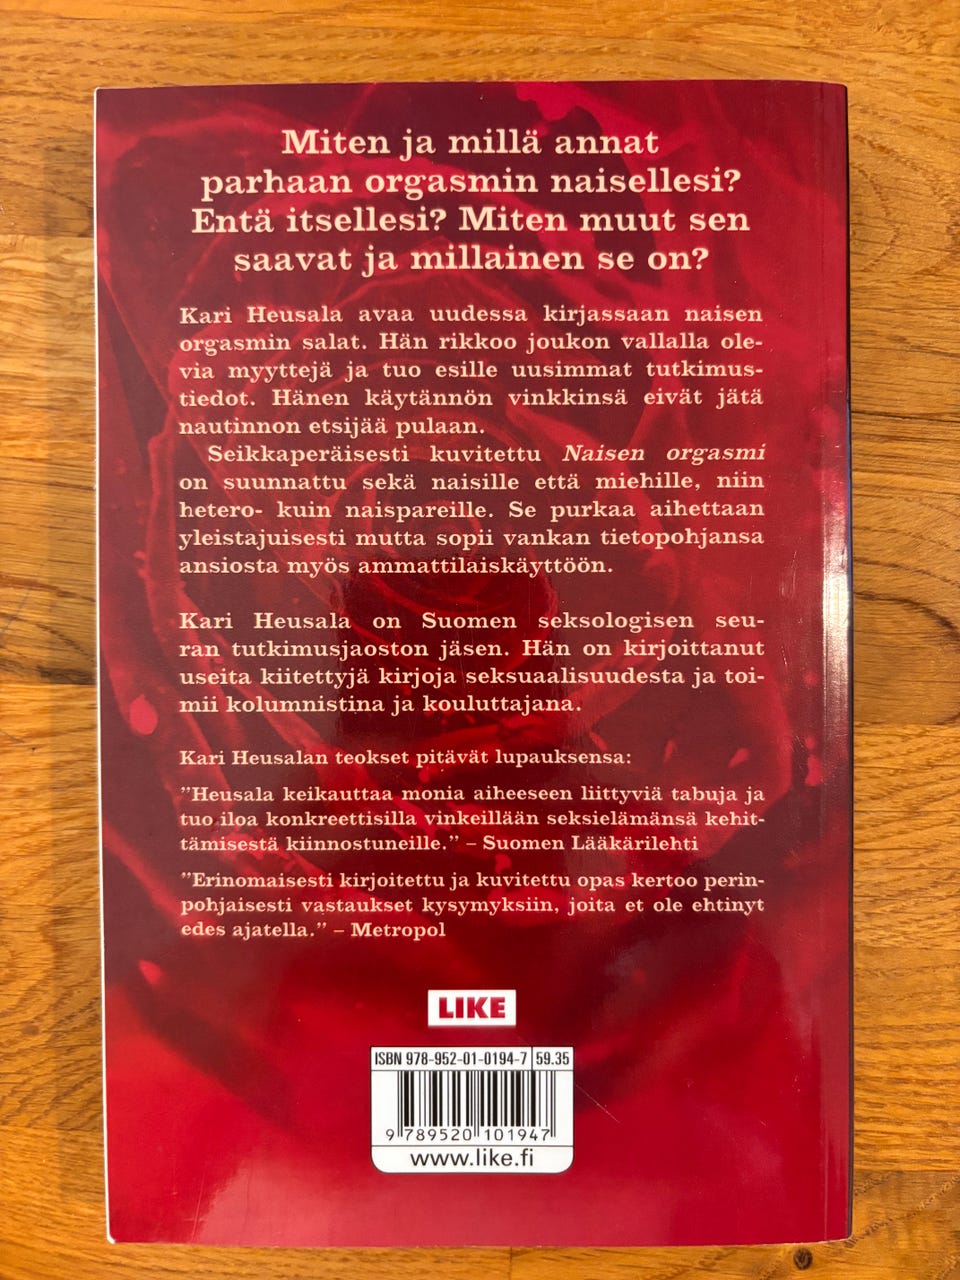 Miten ja millä annat
parhaan orgasmin naisellesi?
Entä itsellesi? Miten muut sen
saavat ja millainen se on?
Kari Heusala avaa uudessa kirjassaan naisen
orgasmin salat. Hän rikkoo joukon vallalla ole-
via myyttejä ja tuo esille uusimmat tutkimus-
tiedot. Hänen käytännön vinkkinsä eivät jätä
nautinnon etsijää pulaan.
Seikkaperäisesti kuvitettu Naisen orgasmi
on suunnattu sekä naisille että miehille, niin
hetero- kuin naispareille. Se purkaa aihettaan
yleistajuisesti mutta sopii vankan tietopohjansa
ansiosta myös ammattilaiskäyttöön.
Kari Heusala on Suomen seksologisen seu-
ran tutkimusjaoston jäsen. Hän on kirjoittanut
useita kiitettyjä kirjoja seksuaalisuudesta ja toi-
mii kolumnistina ja kouluttajana.
Kari Heusalan teokset pitävät lupauksensa:
”Heusala keikauttaa monia aiheeseen liittyviä tabuja ja
tuo iloa konkreettisilla vinkeillään seksielämänsä kehit-
tämisestä kiinnostuneille.” – Suomen Lääkärilehti
”Erinomaisesti kirjoitettu ja kuvitettu opas kertoo perin-
pohjaisesti vastaukset kysymyksiin, joita et ole ehtinyt
edes ajatella.” – Metropol
LIKE
ISBN 978-952-01-0194-7 59.35
9 789520 101947
www.like.fi